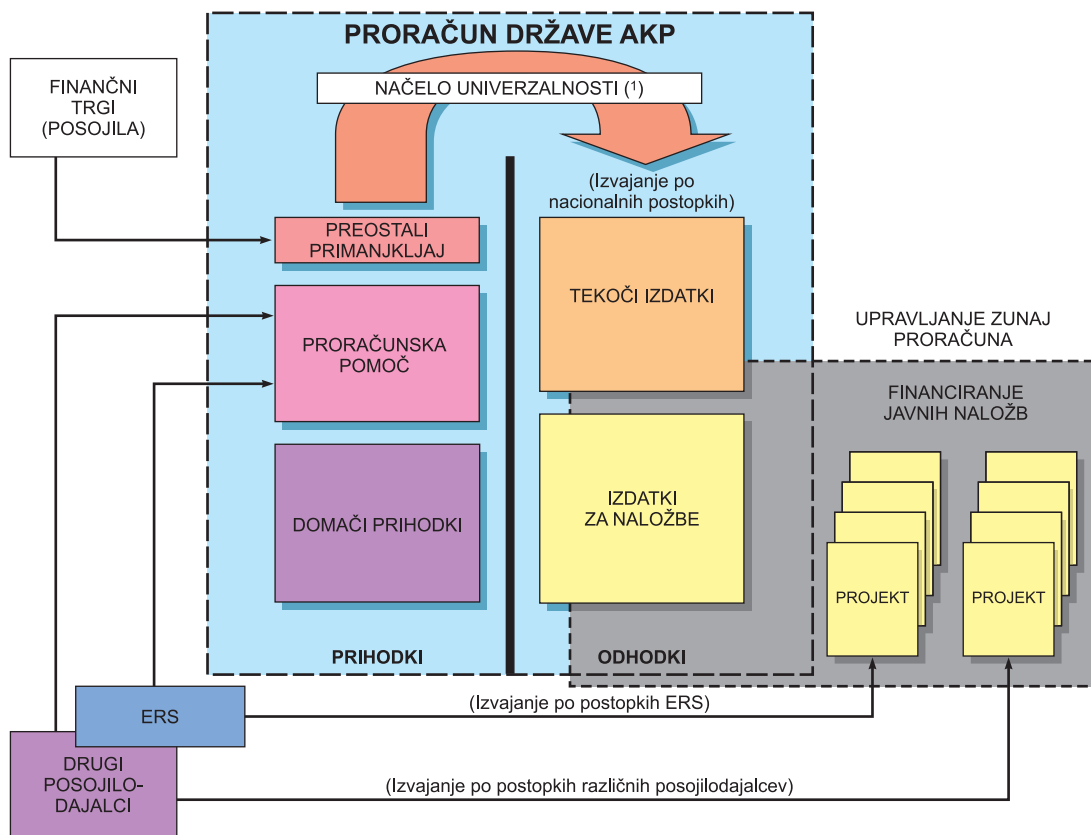 PRORAČUN DRŽAVE AKP
NAČELO UNIVERZALNOSTI (¹)
FINANČNI
TRGI
(POSOJILA)
(Izvajanje po
nacionalnih postopkih)
PREOSTALI
PRIMANJKLJAJ
TEKOČI IZDATKI
PRORAČUNSKA
POMOČ
UPRAVLJANJE ZUNAJ
PRORAČUNA
FINANCIRANJE
JAVNIH NALOŽB
DOMAČI PRIHODKI
IZDATKI
ZA NALOŽBE
PROJEKT
PROJEKT
PRIHODKI
ODHODKI
ERS
(Izvajanje po postopkih ERS)
DRUGI
POSOJILO-
DAJALCI
(Izvajanje po postopkih različnih posojilodajalcev)